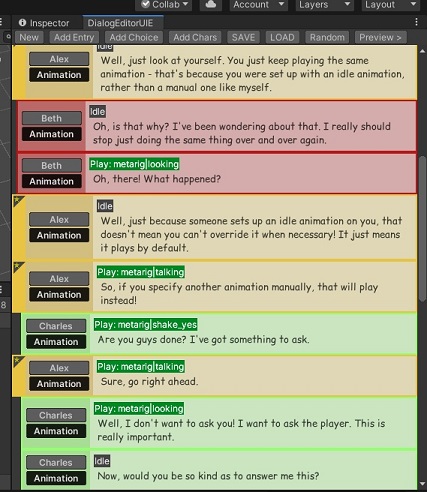 Collab Account Layers Layout
Inspector DialogEditorUIE
New Add Entry Add Choice Add Chars SAVE LOAD Random Preview >
Idle
Alex
Animation
Well, just look at yourself. You just keep playing the same
animation - that's because you were set up with an idle animation,
rather than a manual one like myself.
Idle
Beth
Animation
Oh, is that why? I've been wondering about that. I really should
stop just doing the same thing over and over again.
Beth
Animation
Play: metarig|looking
Oh, there! What happened?
Idle
Alex
Animation
Well, just because someone sets up an idle animation on you, that
doesn't mean you can't override it when necessary! It just means
it plays by default.
Play: metarig|talking
Alex
Animation
So, if you specify another animation manually, that will play
instead!
Charles
Animation
Play: metarig|shake_yes
Are you guys done? I've got something to ask.
Alex
Animation
Play: metarig|talking
Sure, go right ahead.
Play: metarig|looking
Charles
Animation
Well, I don't want to ask you! I want to ask the player. This is
really important.
Charles
Animation
Idle
Now, would you be so kind as to answer me this?
8